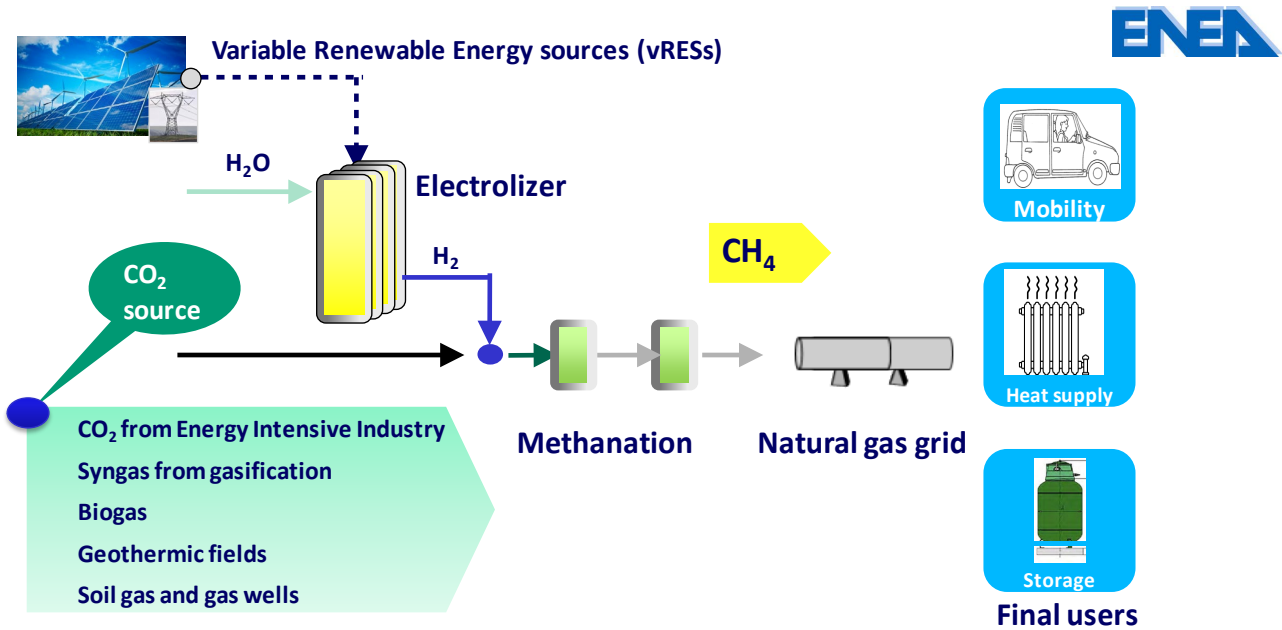 ENEA
Variable Renewable Energy sources (vRESs)
H₂O
Electrolizer
H₂
CH₄
CO₂
source
CO₂ from Energy Intensive Industry
Syngas from gasification
Biogas
Geothermic fields
Soil gas and gas wells
Methanation
Natural gas grid
Mobility
Heat supply
Storage
Final users